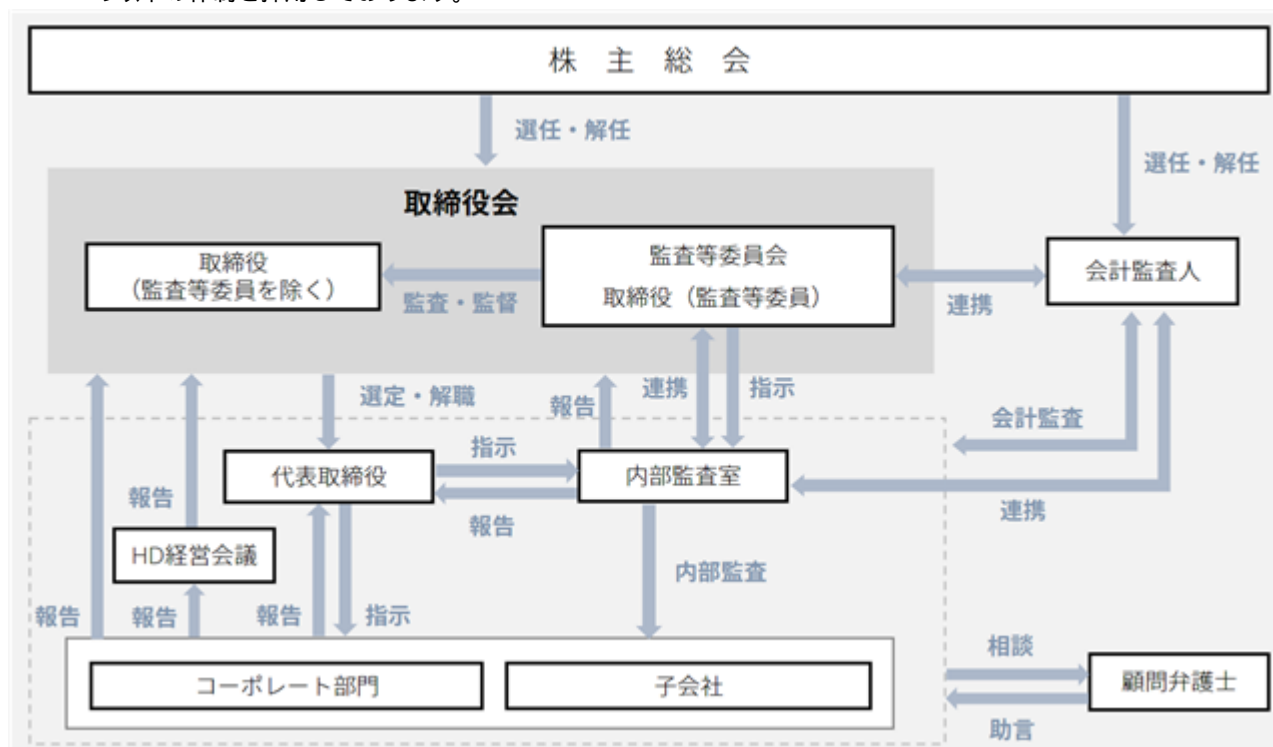 株主総会
選任・解任
選任・解任
取締役会
取締役
（監査等委員を除く）
監査・監督
監査等委員会
取締役（監査等委員）
連携
会計監査人
選定・解職
報告
連携
指示
会計監査
代表取締役
指示
報告
内部監査室
連携
報告
HD経営会議
内部監査
報告
報告
報告
指示
コーポレート部門
子会社
相談
助言
顧問弁護士